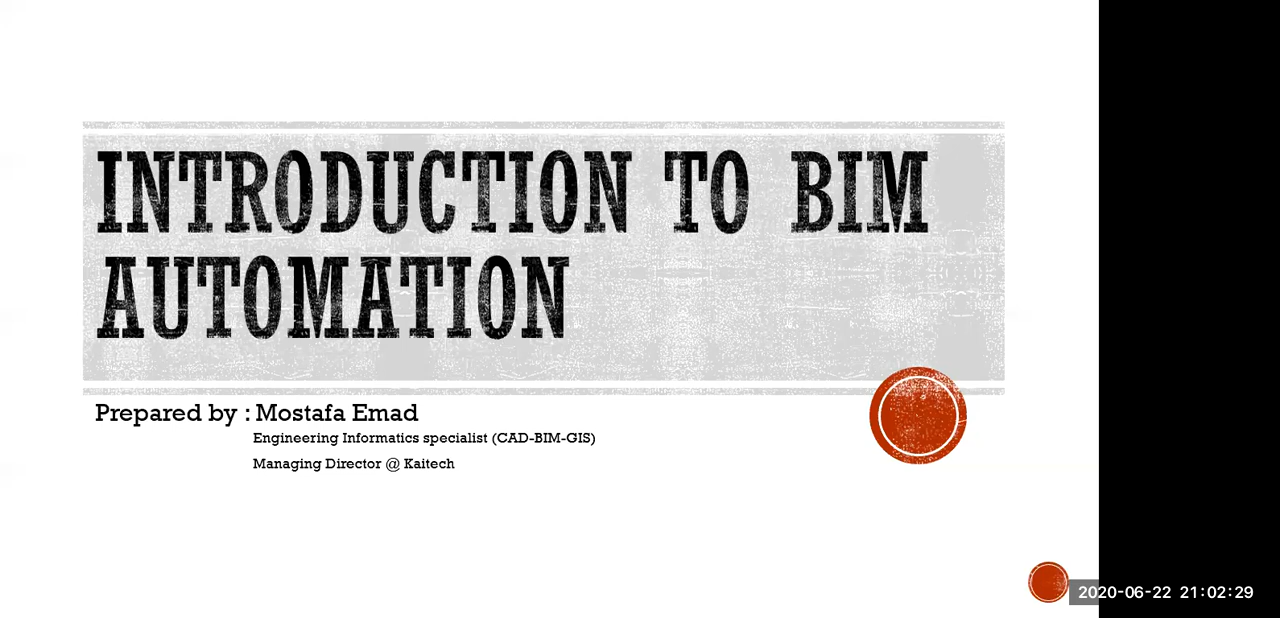 INTRODUCTION TO BIM
AUTOMATION
Prepared by : Mostafa Emad
Engineering Informatics specialist (CAD-BIM-GIS)
Managing Director @ Kaitech
2020-06-22 21:02:29